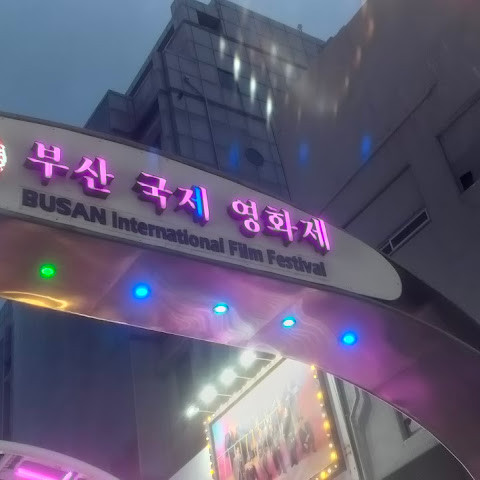 부산 국제 영화제
BUSAN International Film Festival